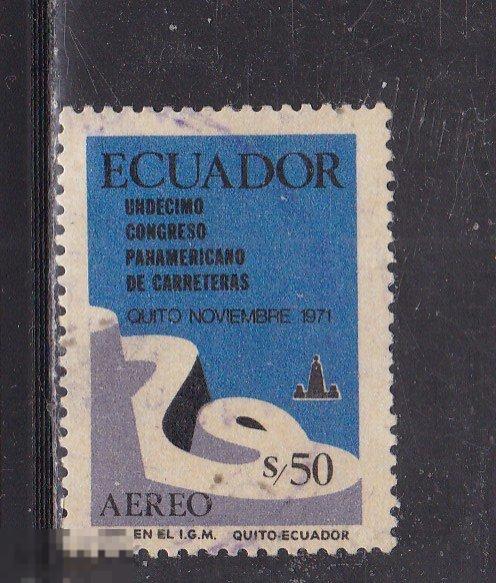 ECUADOR
UNDECIMO
CONGRESO
PANAMERICANO
DE CARRETERAS
QUITO NOVIEMBRE 1971
S/50
AEREO
EN EL I.G.M. QUITO-ECUADOR